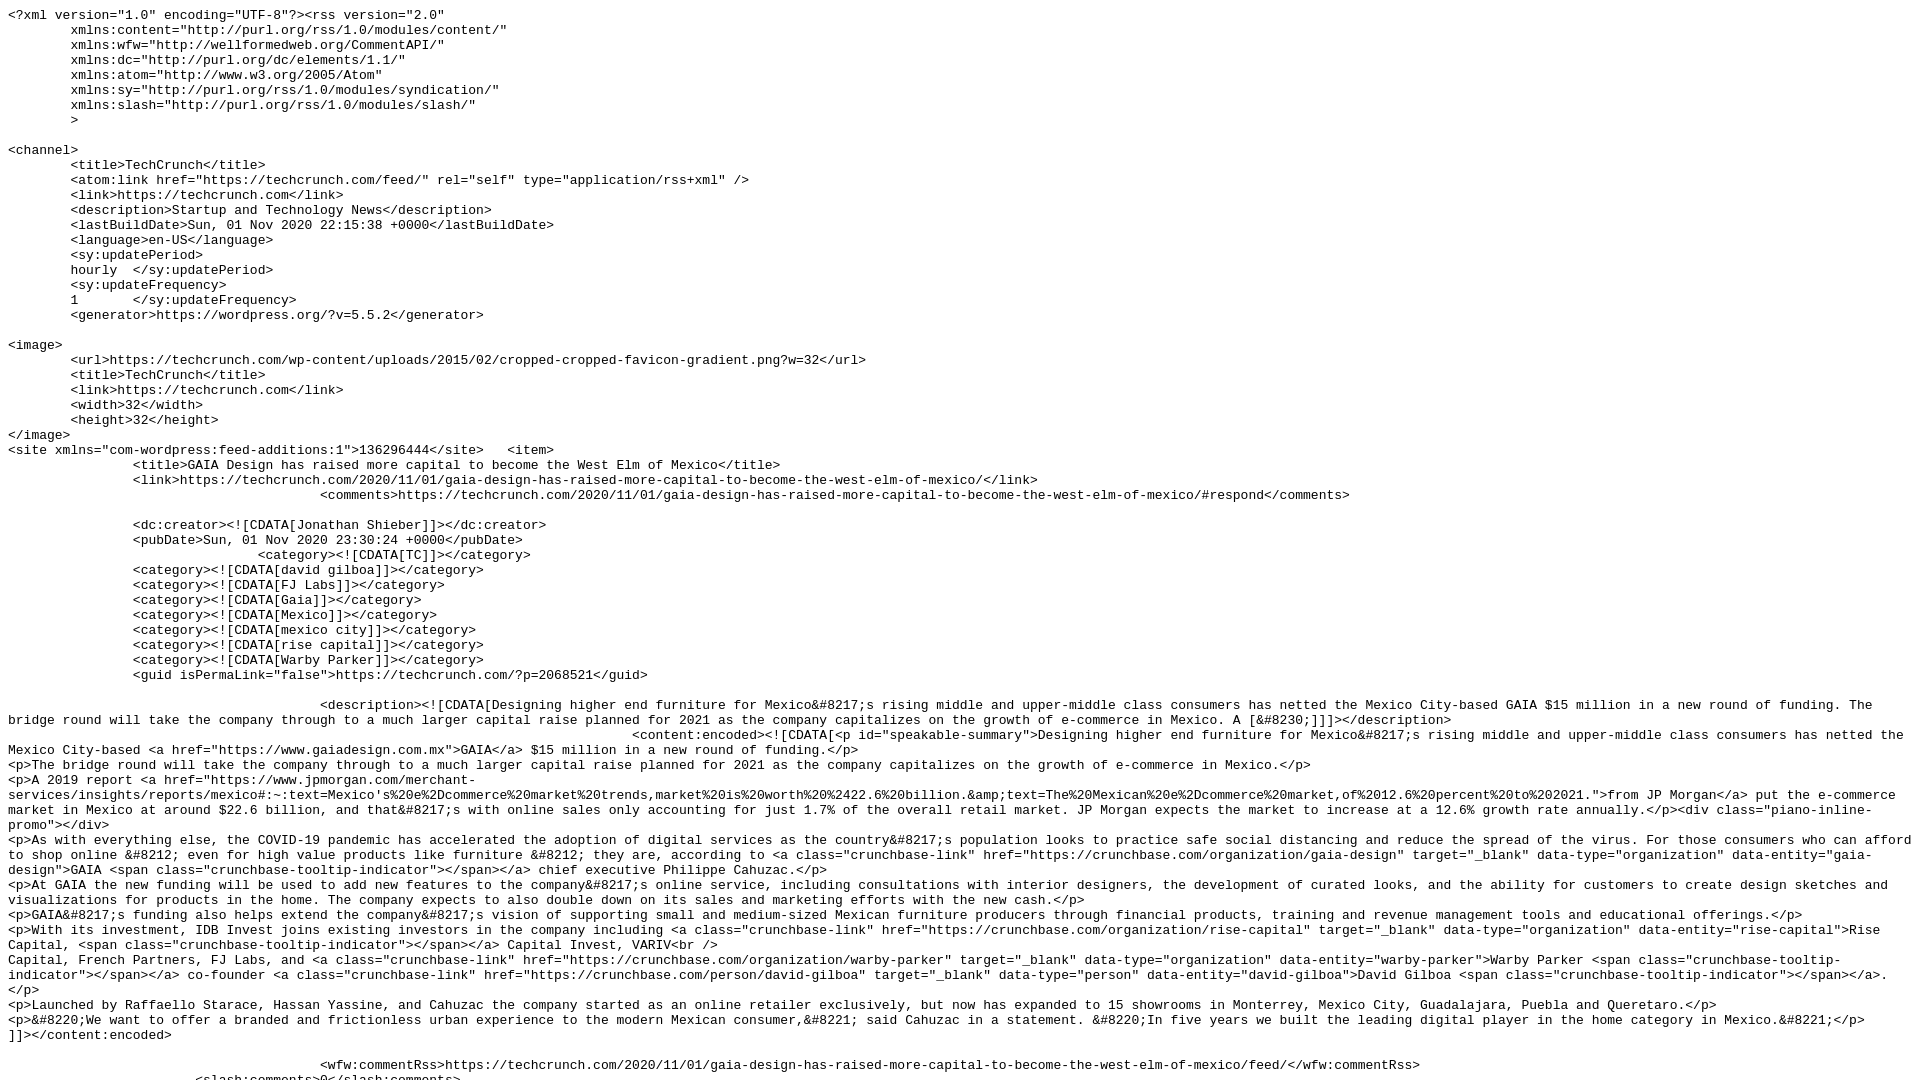 <?xml version="1.0" encoding="UTF-8"?><rss version="2.0"
xmlns:content="http://purl.org/rss/1.0/modules/content/"
xmlns:wfw="http://wellformedweb.org/CommentAPI/"
xmlns:dc="http://purl.org/dc/elements/1.1/"
xmlns:atom="http://www.w3.org/2005/Atom"
xmlns:sy="http://purl.org/rss/1.0/modules/syndication/"
xmlns:slash="http://purl.org/rss/1.0/modules/slash/"
>
<channel>
<title>TechCrunch</title>
<atom:link href="https://techcrunch.com/feed/" rel="self" type="application/rss+xml" />
<link>https://techcrunch.com</link>
<description>Startup and Technology News</description>
<lastBuildDate>Sun, 01 Nov 2020 22:15:38 +0000</lastBuildDate>
<language>en-US</language>
<sy:updatePeriod>
hourly  </sy:updatePeriod>
<sy:updateFrequency>
1       </sy:updateFrequency>
<generator>https://wordpress.org/?v=5.5.2</generator>
<image>
<url>https://techcrunch.com/wp-content/uploads/2015/02/cropped-cropped-favicon-gradient.png?w=32</url>
<title>TechCrunch</title>
<link>https://techcrunch.com</link>
<width>32</width>
<height>32</height>
</image>
<site xmlns="com-wordpress:feed-additions:1">136296444</site>   <item>
<title>GAIA Design has raised more capital to become the West Elm of Mexico</title>
<link>https://techcrunch.com/2020/11/01/gaia-design-has-raised-more-capital-to-become-the-west-elm-of-mexico/</link>
<comments>https://techcrunch.com/2020/11/01/gaia-design-has-raised-more-capital-to-become-the-west-elm-of-mexico/#respond</comments>
<dc:creator><![CDATA[Jonathan Shieber]]></dc:creator>
<pubDate>Sun, 01 Nov 2020 23:30:24 +0000</pubDate>
<category><![CDATA[TC]]></category>
<category><![CDATA[david gilboa]]></category>
<category><![CDATA[FJ Labs]]></category>
<category><![CDATA[Gaia]]></category>
<category><![CDATA[Mexico]]></category>
<category><![CDATA[mexico city]]></category>
<category><![CDATA[rise capital]]></category>
<category><![CDATA[Warby Parker]]></category>
<guid isPermaLink="false">https://techcrunch.com/?p=2068521</guid>
<description><![CDATA[Designing higher end furniture for Mexico&#8217;s rising middle and upper-middle class consumers has netted the Mexico City-based GAIA $15 million in a new round of funding. The
bridge round will take the company through to a much larger capital raise planned for 2021 as the company capitalizes on the growth of e-commerce in Mexico. A [&#8230;]]]></description>
<content:encoded><![CDATA[<p id="speakable-summary">Designing higher end furniture for Mexico&#8217;s rising middle and upper-middle class consumers has netted the
Mexico City-based <a href="https://www.gaiadesign.com.mx">GAIA</a> $15 million in a new round of funding.</p>
<p>The bridge round will take the company through to a much larger capital raise planned for 2021 as the company capitalizes on the growth of e-commerce in Mexico.</p>
<p>A 2019 report <a href="https://www.jpmorgan.com/merchant-
services/insights/reports/mexico#:~:text=Mexico's%20e%2Dcommerce%20market%20trends,market%20is%20worth%20%2422.6%20billion.&amp;text=The%20Mexican%20e%2Dcommerce%20market,of%2012.6%20percent%20to%202021.">from JP Morgan</a> put the e-commerce
market in Mexico at around $22.6 billion, and that&#8217;s with online sales only accounting for just 1.7% of the overall retail market. JP Morgan expects the market to increase at a 12.6% growth rate annually.</p><div class="piano-inline-
promo"></div>
<p>As with everything else, the COVID-19 pandemic has accelerated the adoption of digital services as the country&#8217;s population looks to practice safe social distancing and reduce the spread of the virus. For those consumers who can afford
to shop online &#8212; even for high value products like furniture &#8212; they are, according to <a class="crunchbase-link" href="https://crunchbase.com/organization/gaia-design" target="_blank" data-type="organization" data-entity="gaia-
design">GAIA <span class="crunchbase-tooltip-indicator"></span></a> chief executive Philippe Cahuzac.</p>
<p>At GAIA the new funding will be used to add new features to the company&#8217;s online service, including consultations with interior designers, the development of curated looks, and the ability for customers to create design sketches and
visualizations for products in the home. The company expects to also double down on its sales and marketing efforts with the new cash.</p>
<p>GAIA&#8217;s funding also helps extend the company&#8217;s vision of supporting small and medium-sized Mexican furniture producers through financial products, training and revenue management tools and educational offerings.</p>
<p>With its investment, IDB Invest joins existing investors in the company including <a class="crunchbase-link" href="https://crunchbase.com/organization/rise-capital" target="_blank" data-type="organization" data-entity="rise-capital">Rise
Capital, <span class="crunchbase-tooltip-indicator"></span></a> Capital Invest, VARIV<br />
Capital, French Partners, FJ Labs, and <a class="crunchbase-link" href="https://crunchbase.com/organization/warby-parker" target="_blank" data-type="organization" data-entity="warby-parker">Warby Parker <span class="crunchbase-tooltip-
indicator"></span></a> co-founder <a class="crunchbase-link" href="https://crunchbase.com/person/david-gilboa" target="_blank" data-type="person" data-entity="david-gilboa">David Gilboa <span class="crunchbase-tooltip-indicator"></span></a>.
</p>
<p>Launched by Raffaello Starace, Hassan Yassine, and Cahuzac the company started as an online retailer exclusively, but now has expanded to 15 showrooms in Monterrey, Mexico City, Guadalajara, Puebla and Queretaro.</p>
<p>&#8220;We want to offer a branded and frictionless urban experience to the modern Mexican consumer,&#8221; said Cahuzac in a statement. &#8220;In five years we built the leading digital player in the home category in Mexico.&#8221;</p>
]]></content:encoded>
<wfw:commentRss>https://techcrunch.com/2020/11/01/gaia-design-has-raised-more-capital-to-become-the-west-elm-of-mexico/feed/</wfw:commentRss>
<slash:comments>0</slash:comments>